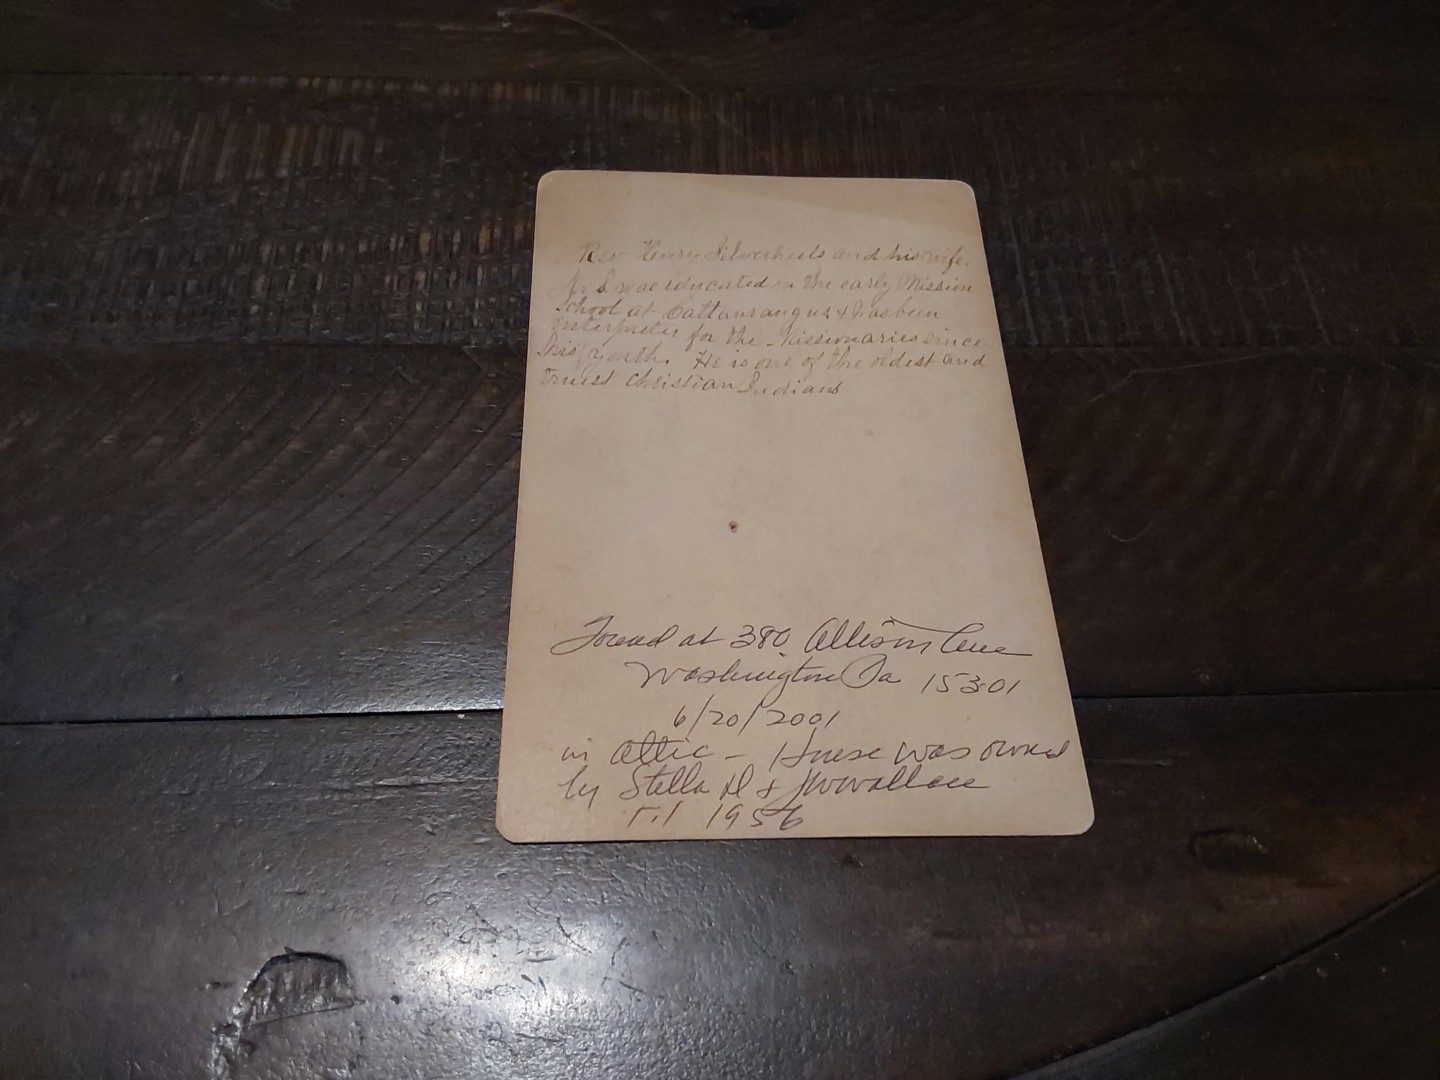 Rev Henry Silverheels and his wife.
Mr S was educated in the early Mission
School at Cattauraugus & has been
interpreter for the Missionaries since
his youth. He is one of the oldest and
truest Christian Indians
Found at 380 Allison Ave
Washington Pa 15301
6/20/2001
in attic - House was owned
by Stella D & JW Wallace
til 1956